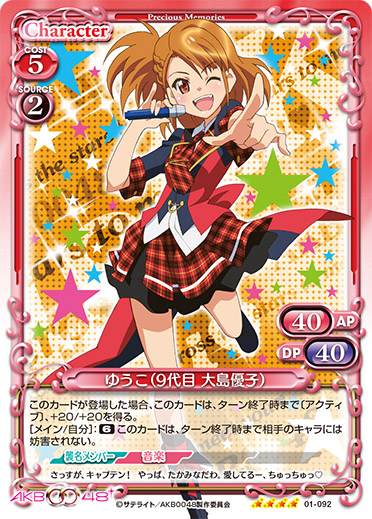 Precious Memories
Character
COST
5
SOURCE
2
the star
40 AP
DP 40
ゆうこ(9代目 大島優子)
このカードが登場した場合、このカードは、ターン終了時まで〔アクティ
ブ〕、+20/+20を得る。
[メイン/自分]:6このカードは、ターン終了時まで相手のキャラには
妨害されない。
襲名メンバー 音楽
さっすが、キャプテン! やっぱ、たかみなだわ。愛してるー、ちゅっちゅっ♡
AKB0048
©サテライト/AKB0048製作委員会
01-092